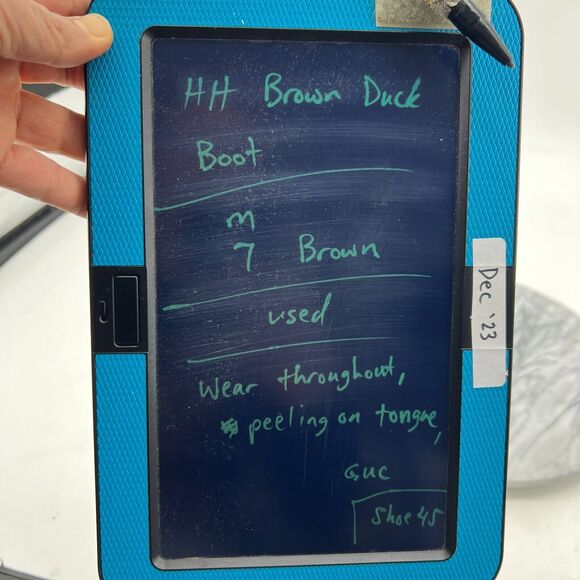 HH Brown Duck
Boot
m
7 Brown
used
Wear throughout,
peeling on tongue,
GUC
Shoe 45
Dec '23